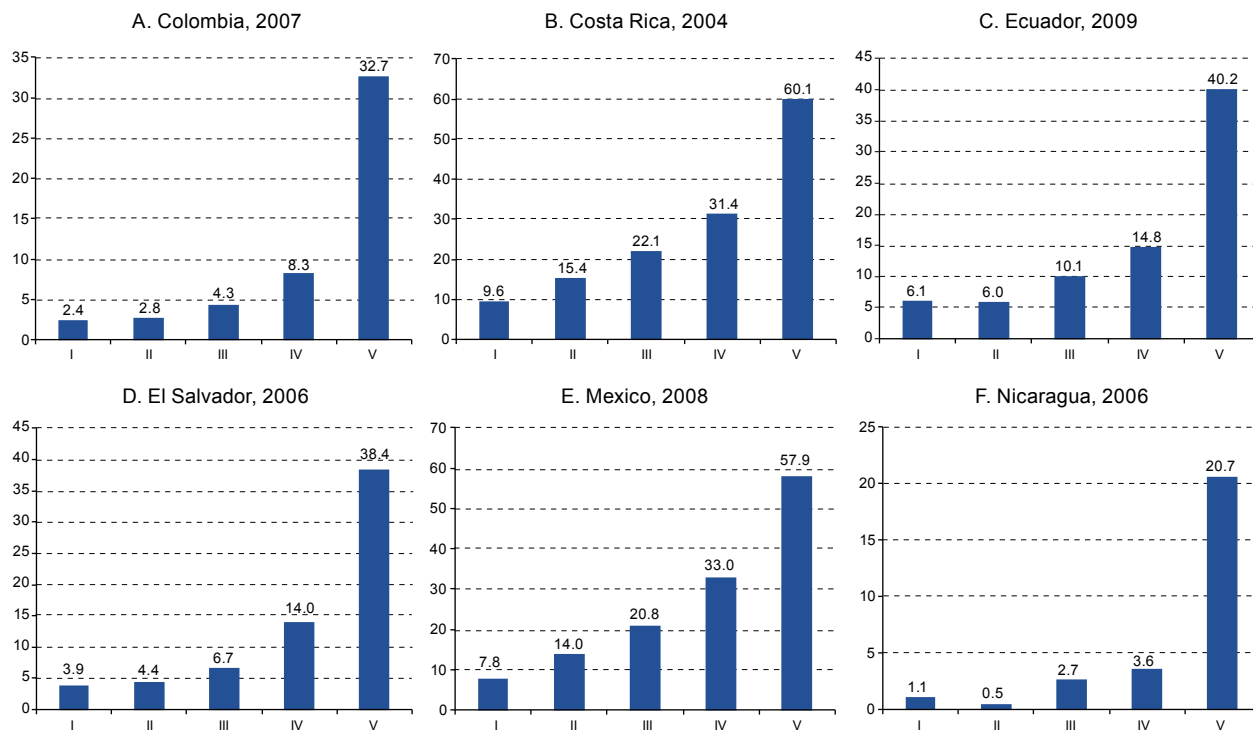 A. Colombia, 2007
35
30
25
20
15
10
5
0
2.4
2.8
4.3
8.3
32.7
I
II
III
IV
V
B. Costa Rica, 2004
70
60
50
40
30
20
10
0
9.6
15.4
22.1
31.4
60.1
I
II
III
IV
V
C. Ecuador, 2009
45
40
35
30
25
20
15
10
5
0
6.1
6.0
10.1
14.8
40.2
I
II
III
IV
V
D. El Salvador, 2006
45
40
35
30
25
20
15
10
5
0
3.9
4.4
6.7
14.0
38.4
I
II
III
IV
V
E. Mexico, 2008
70
60
50
40
30
20
10
0
7.8
14.0
20.8
33.0
57.9
I
II
III
IV
V
F. Nicaragua, 2006
25
20
15
10
5
0
1.1
0.5
2.7
3.6
20.7
I
II
III
IV
V